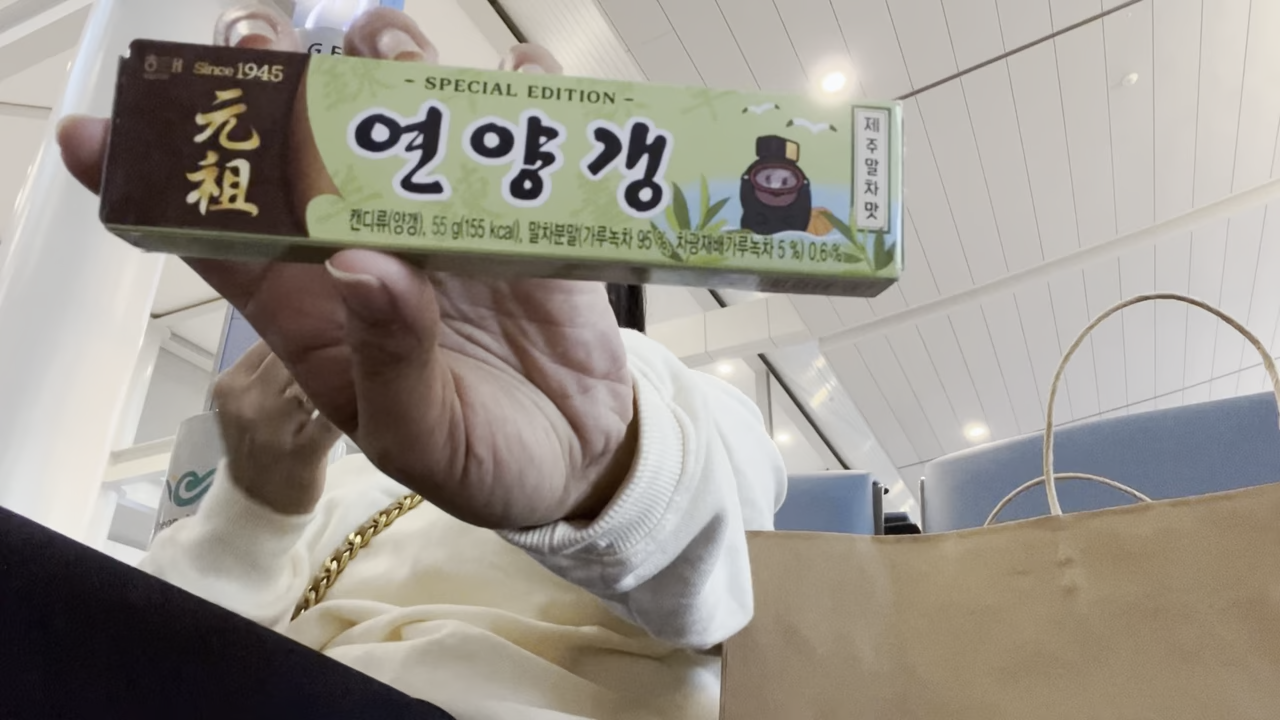 해태
Since 1945
元祖
- SPECIAL EDITION -
연양갱
제주말차맛
캔디류(양갱), 55 g(155 kcal), 말차분말(가루녹차 95 %, 차광재배가루녹차 5 %) 0.6 %